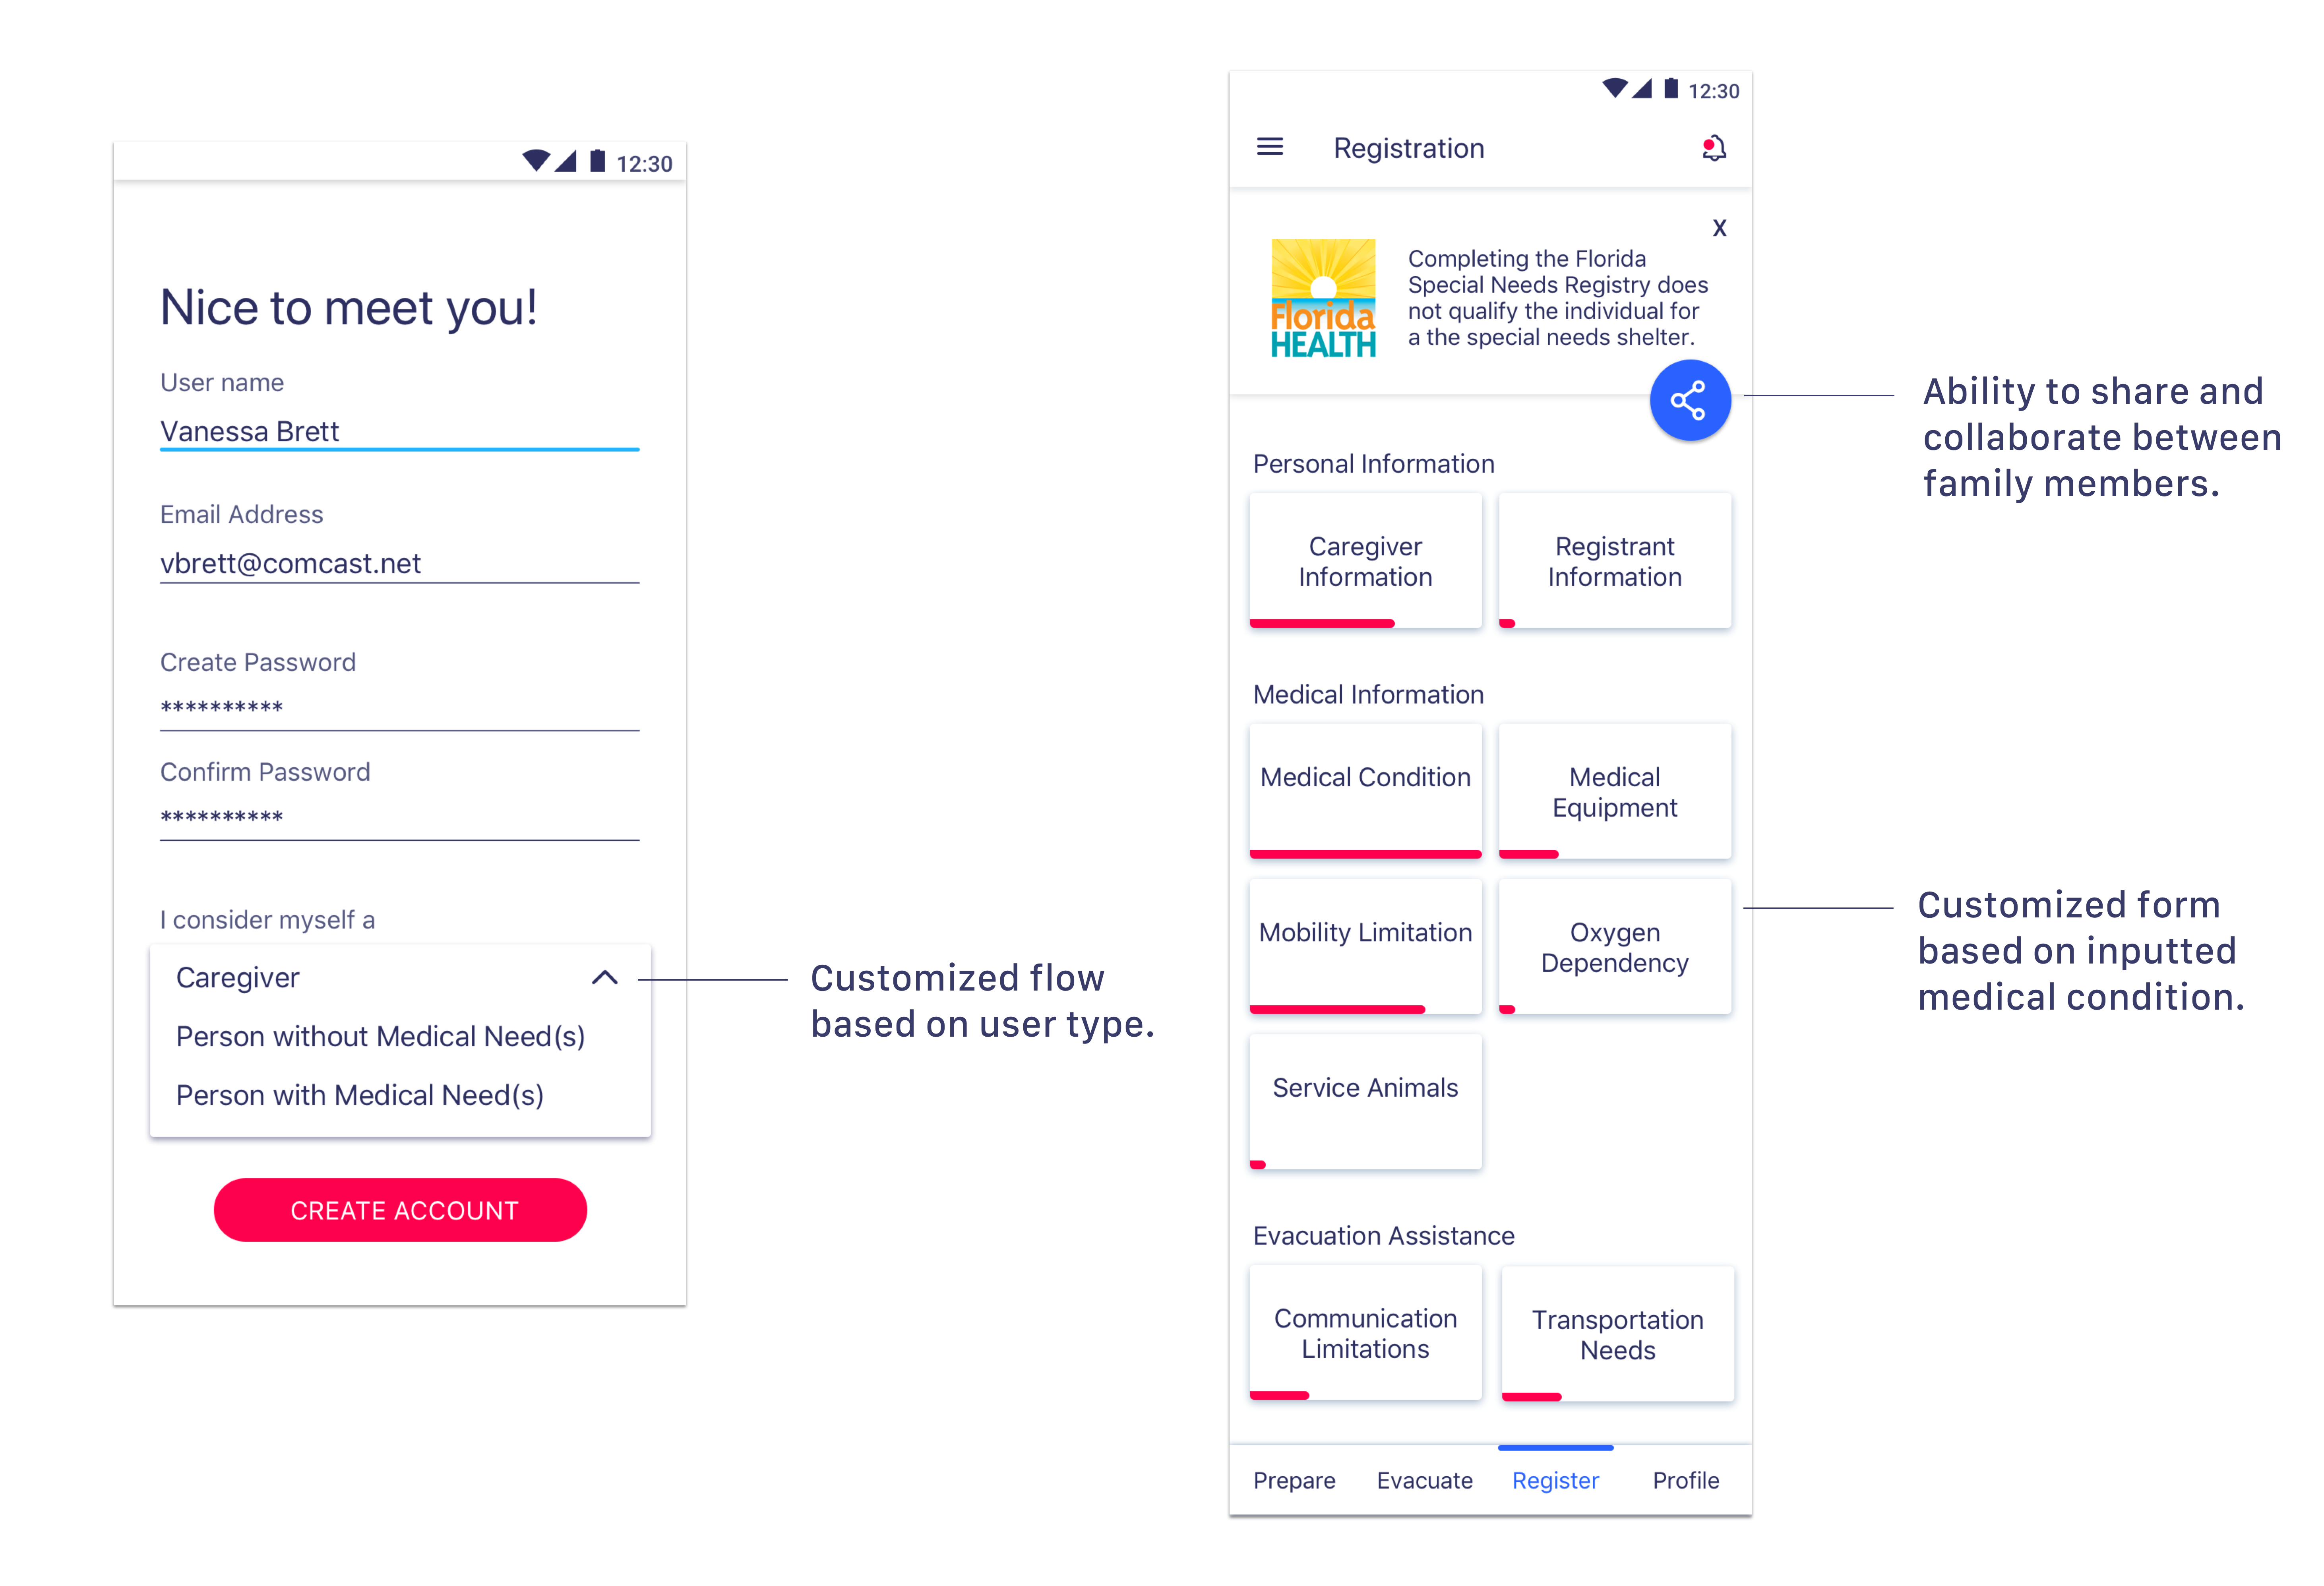 12:30
Nice to meet you!
User name
Vanessa Brett
Email Address
vbrett@comcast.net
Create Password
**********
Confirm Password
**********
I consider myself a
Caregiver
Person without Medical Need(s)
Person with Medical Need(s)
CREATE ACCOUNT
Customized flow
based on user type.
12:30
Registration
X
Florida
HEALTH
Completing the Florida
Special Needs Registry does
not qualify the individual for
a the special needs shelter.
Ability to share and
collaborate between
family members.
Personal Information
Caregiver
Information
Registrant
Information
Medical Information
Medical Condition
Medical
Equipment
Mobility Limitation
Oxygen
Dependency
Customized form
based on inputted
medical condition.
Service Animals
Evacuation Assistance
Communication
Limitations
Transportation
Needs
Prepare Evacuate Register Profile